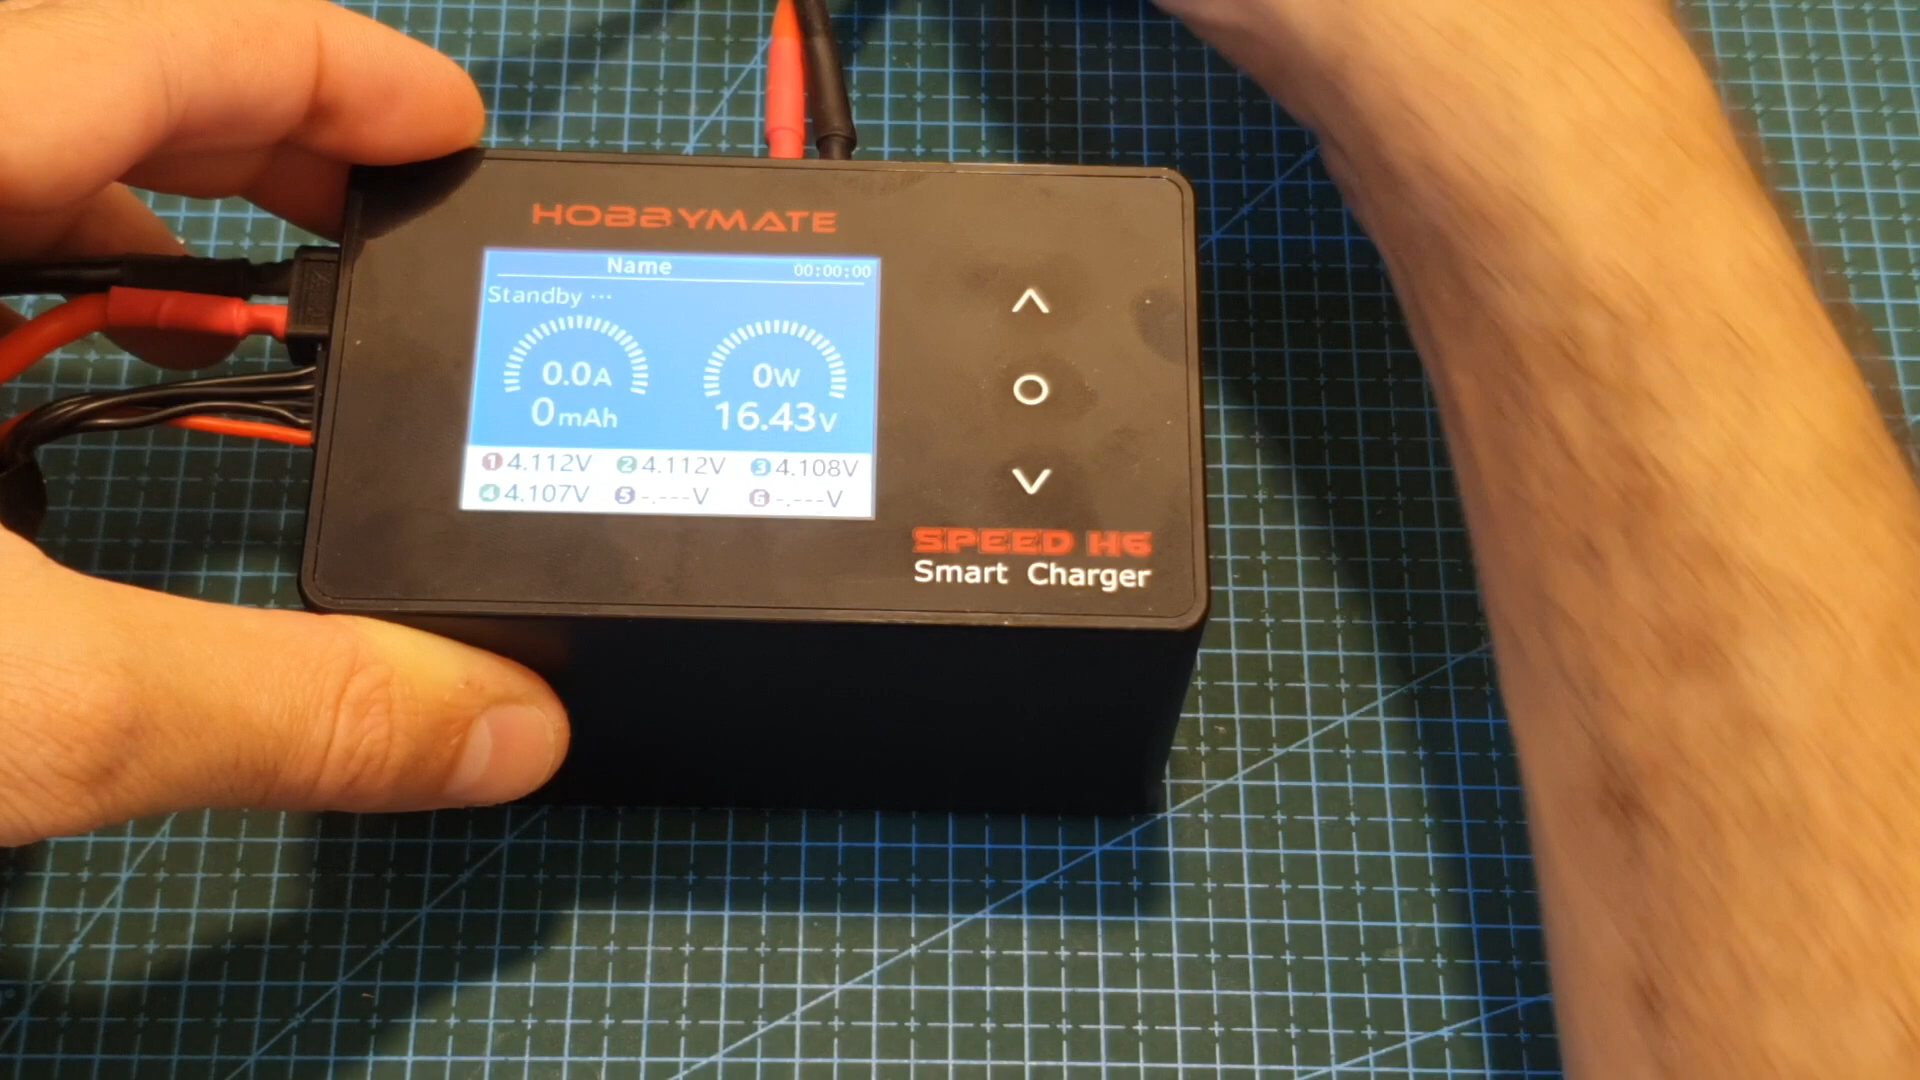 HOBBYMATE
Name 00:00:00
Standby ···
0.0A 0W
0mAh 16.43V
1 4.112V 2 4.112V 3 4.108V
4 4.107V 5 -.---V 6 -.---V
SPEED H6
Smart Charger